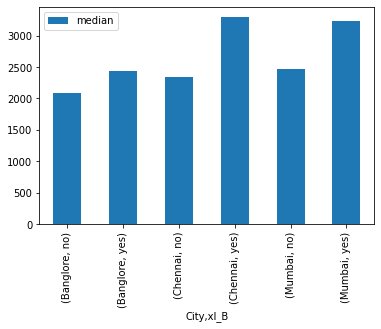 median
3000
2500
2000
1500
1000
500
0
(Banglore, no)
(Banglore, yes)
(Chennai, no)
(Chennai, yes)
(Mumbai, no)
(Mumbai, yes)
City,xl_B